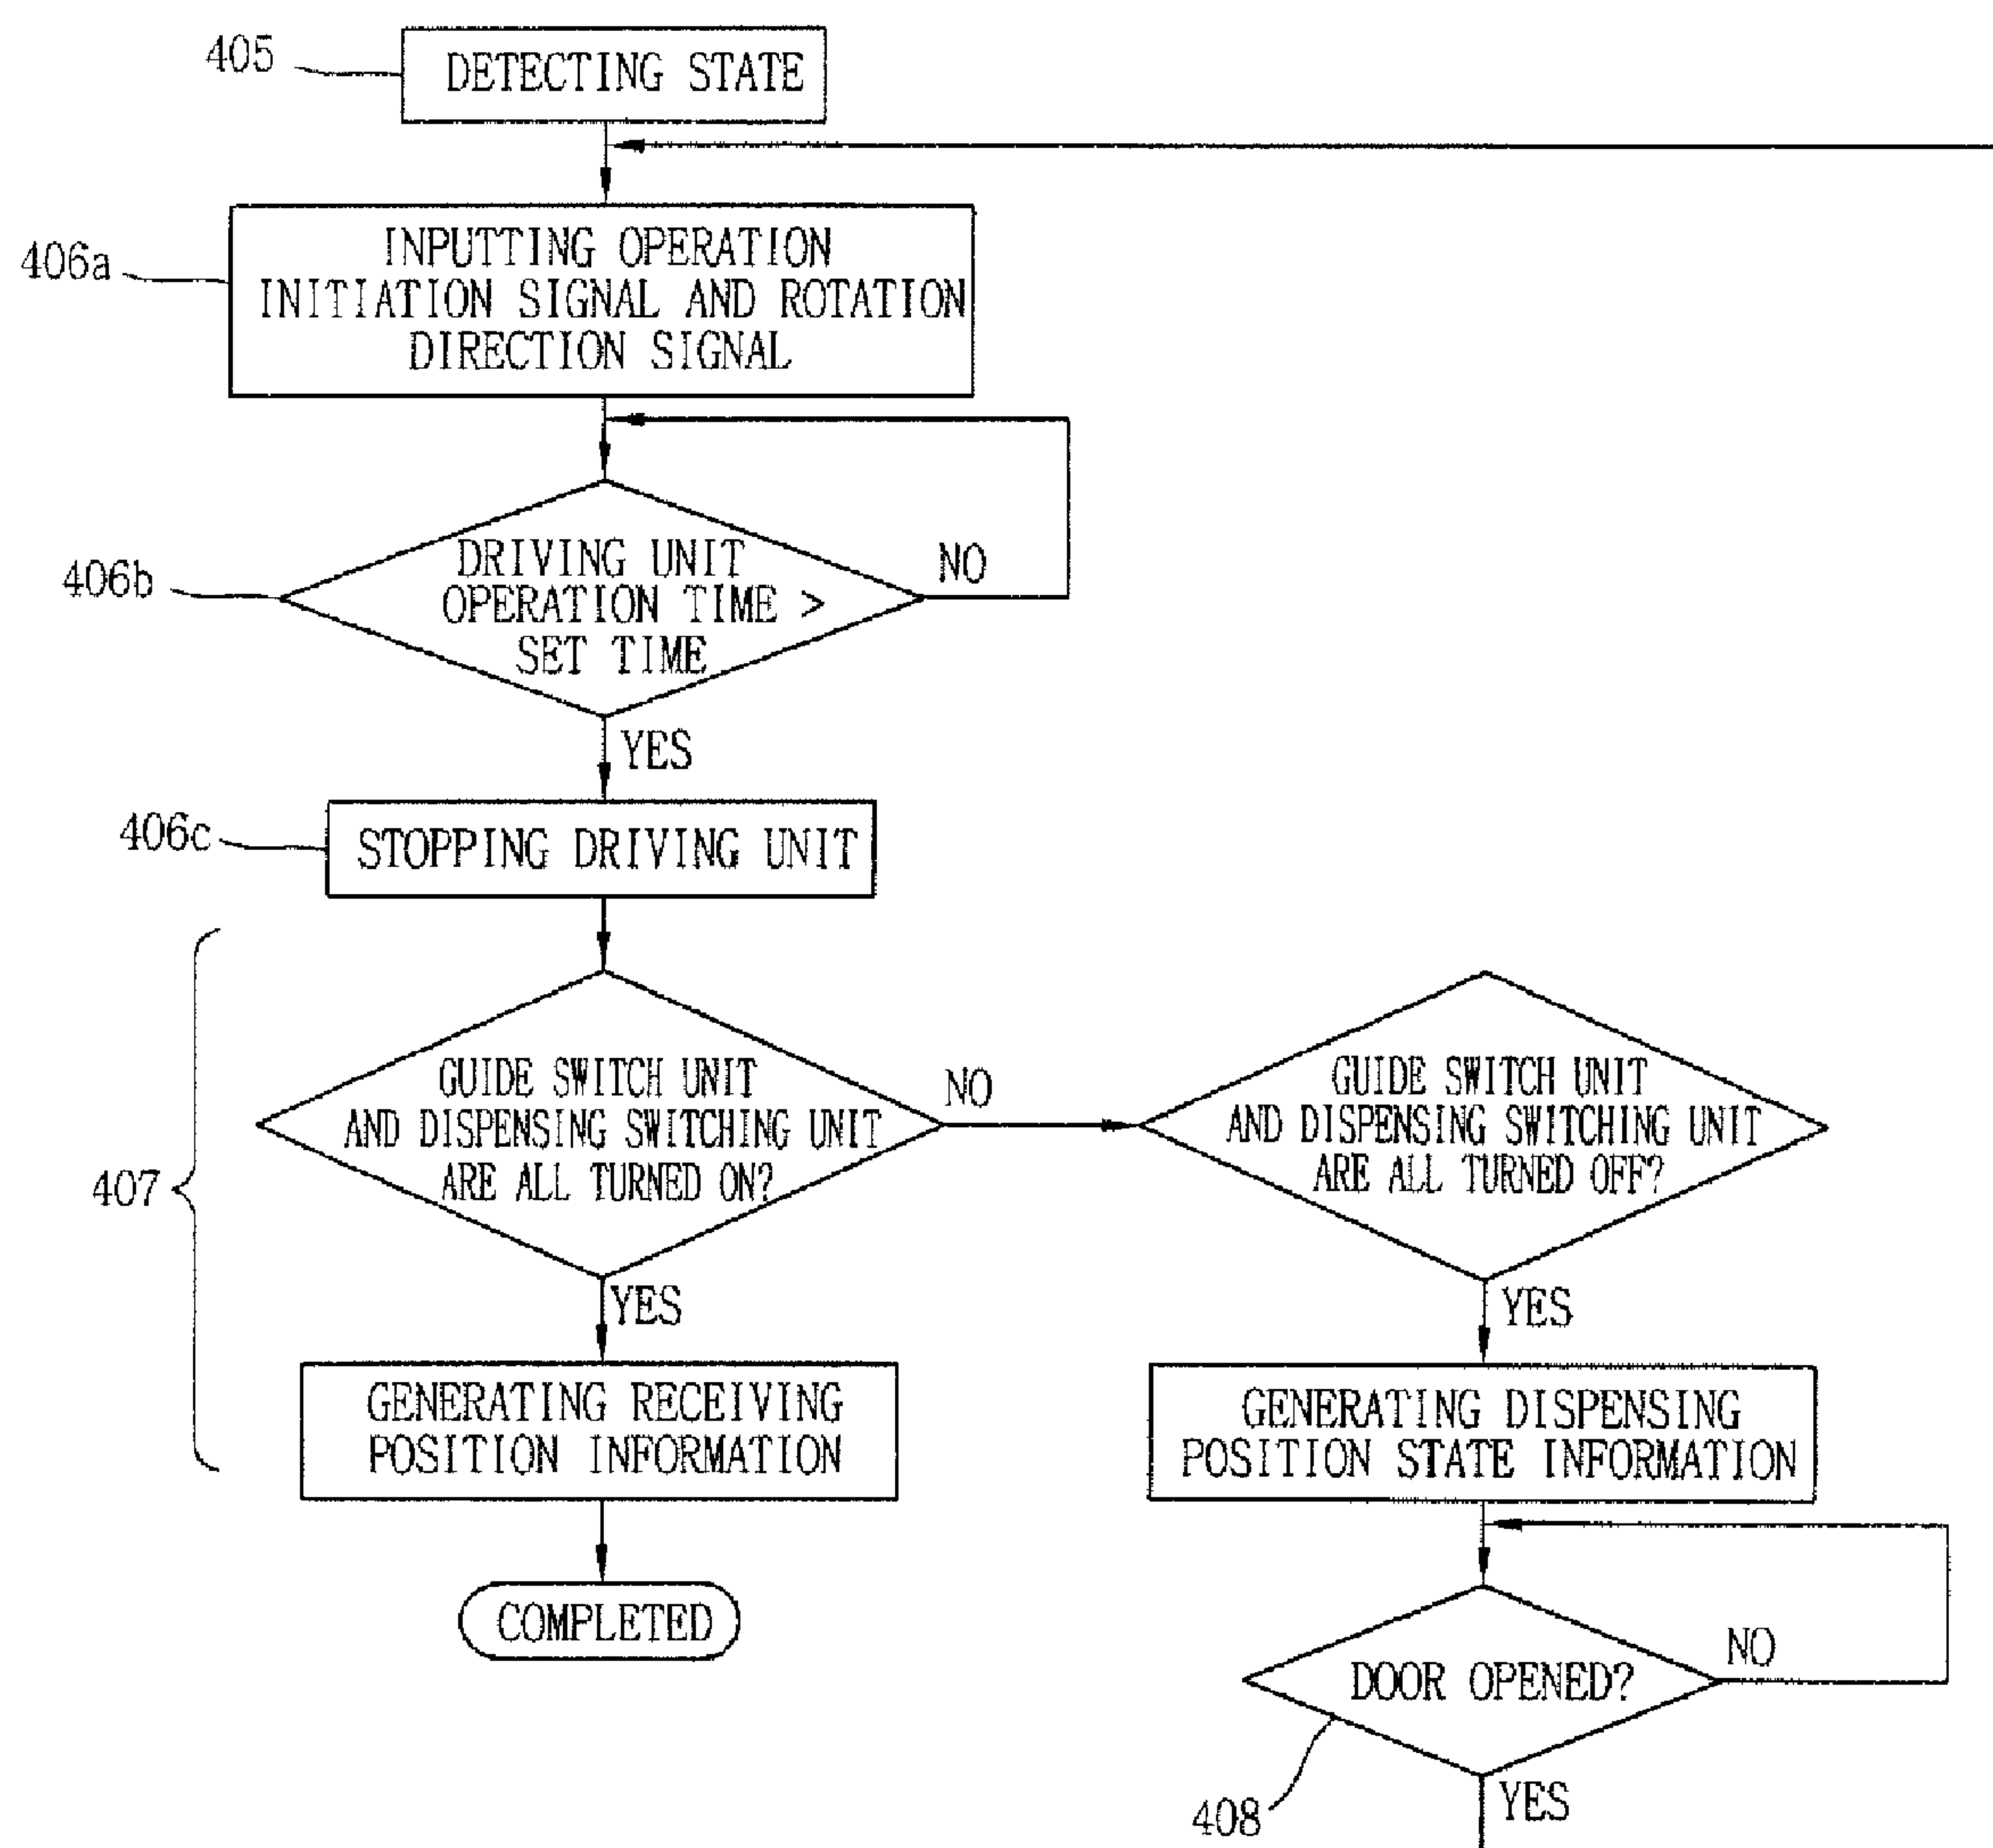 405
DETECTING STATE
406a
INPUTTING OPERATION
INITIATION SIGNAL AND ROTATION
DIRECTION SIGNAL
406b
DRIVING UNIT
OPERATION TIME >
SET TIME
NO
YES
406c
STOPPING DRIVING UNIT
407
GUIDE SWITCH UNIT
AND DISPENSING SWITCHING UNIT
ARE ALL TURNED ON?
NO
GUIDE SWITCH UNIT
AND DISPENSING SWITCHING UNIT
ARE ALL TURNED OFF?
YES
YES
GENERATING RECEIVING
POSITION INFORMATION
GENERATING DISPENSING
POSITION STATE INFORMATION
COMPLETED
DOOR OPENED?
NO
408
YES